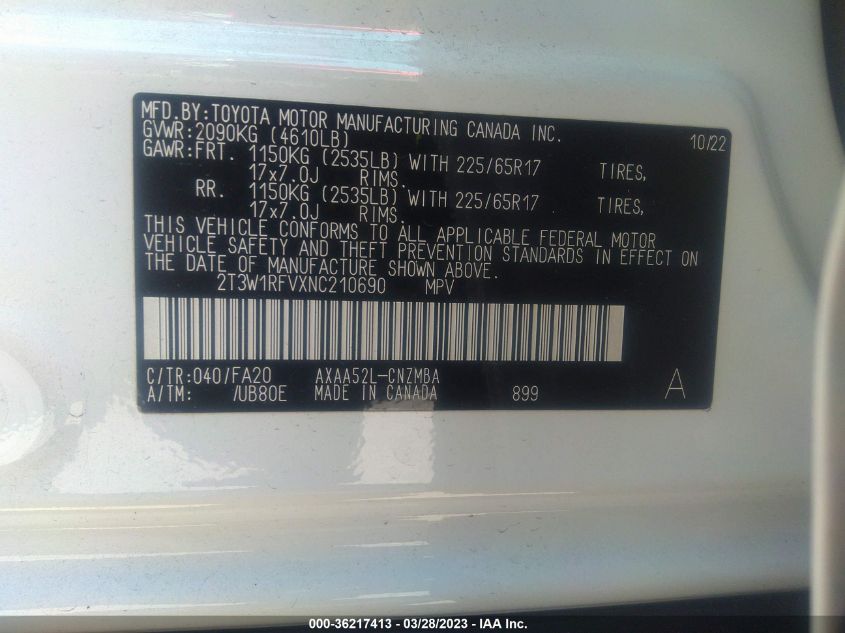 MFD.BY:TOYOTA MOTOR MANUFACTURING CANADA INC. 10/22
GVWR:2090KG (4610LB)
GAWR:FRT. 1150KG (2535LB) WITH 225/65R17 TIRES,
17x7.0J RIMS.
RR. 1150KG (2535LB) WITH 225/65R17 TIRES,
17x7.0J RIMS.
THIS VEHICLE CONFORMS TO ALL APPLICABLE FEDERAL MOTOR
VEHICLE SAFETY AND THEFT PREVENTION STANDARDS IN EFFECT ON
THE DATE OF MANUFACTURE SHOWN ABOVE.
2T3W1RFVXNC210690 MPV
C/TR:040/FA20 AXAA52L-CNZMBA
A/TM: /UB80E MADE IN CANADA 899 A
000-36217413 - 03/28/2023 - IAA Inc.